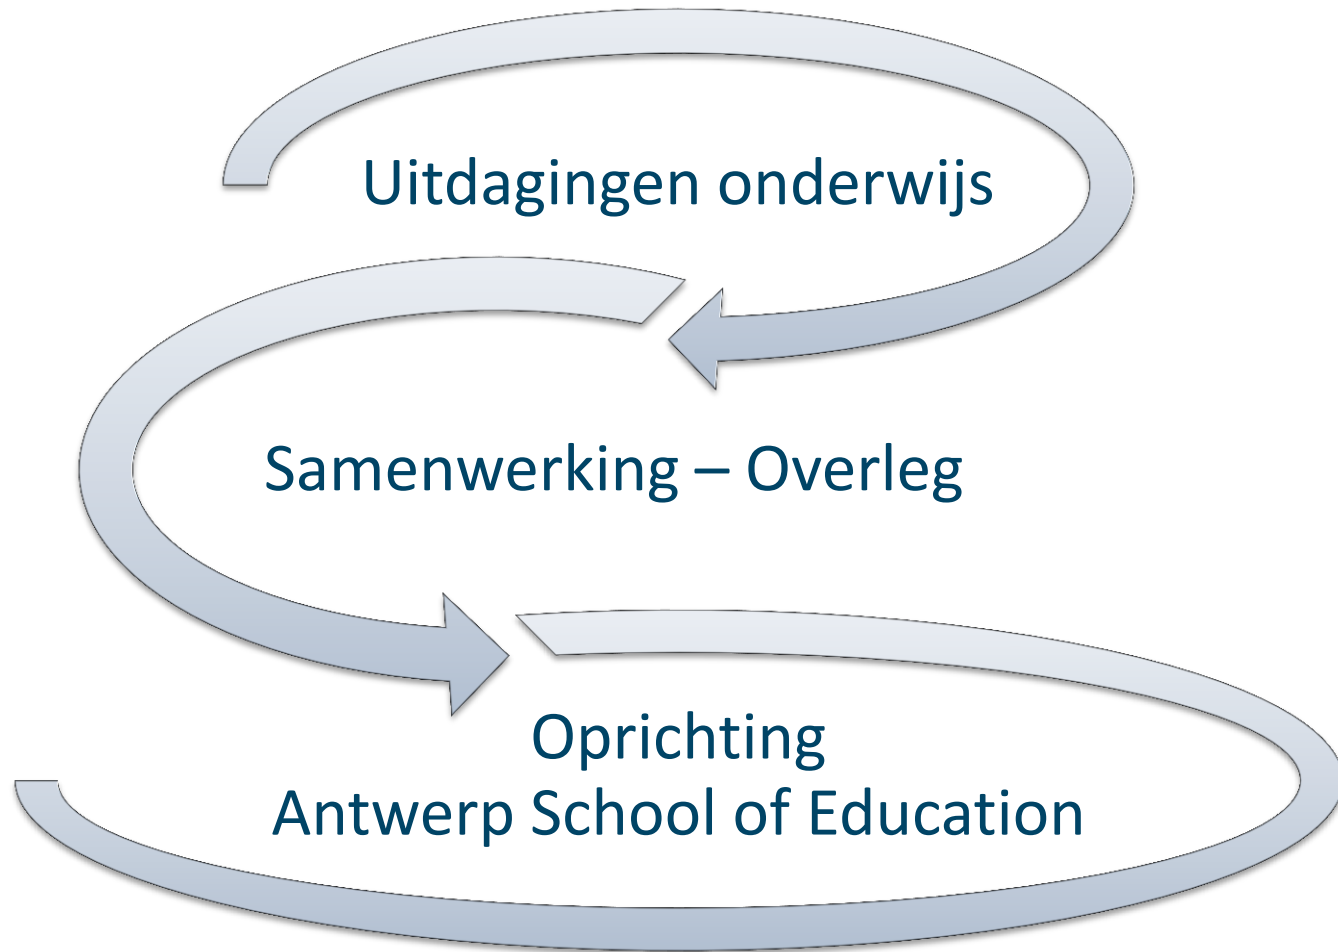 Uitdagingen onderwijs
Samenwerking – Overleg
Oprichting
Antwerp School of Education